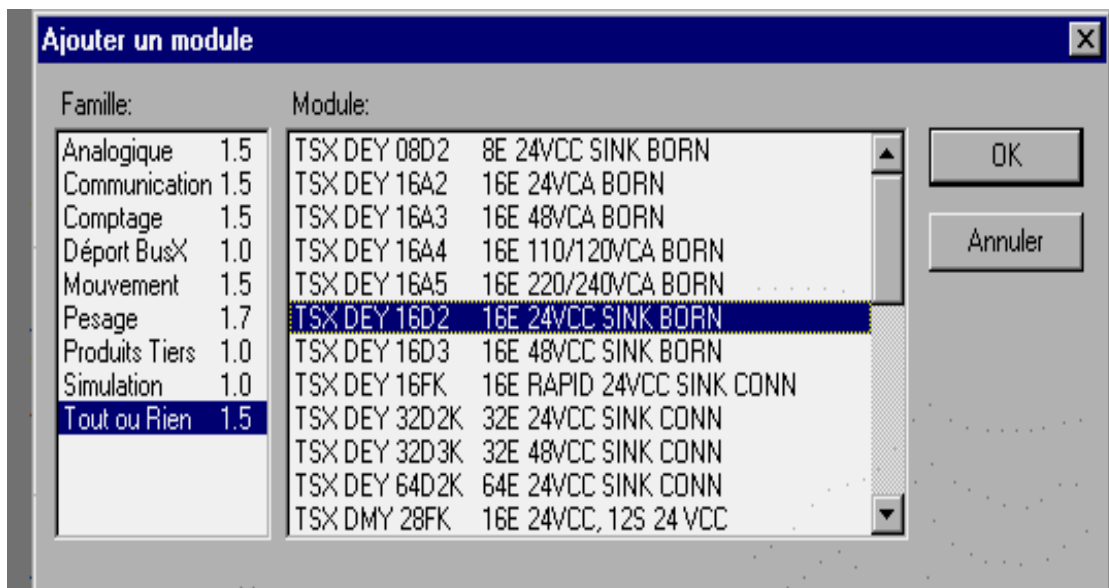 Ajouter un module
Famille:
Analogique 1.5
Communication 1.5
Comptage 1.5
Déport BusX 1.0
Mouvement 1.5
Pesage 1.7
Produits Tiers 1.0
Simulation 1.0
Tout ou Rien 1.5
Module:
TSX DEY 08D2 8E 24VCC SINK BORN
TSX DEY 16A2 16E 24VCA BORN
TSX DEY 16A3 16E 48VCA BORN
TSX DEY 16A4 16E 110/120VCA BORN
TSX DEY 16A5 16E 220/240VCA BORN
TSX DEY 16D2 16E 24VCC SINK BORN
TSX DEY 16D3 16E 48VCC SINK BORN
TSX DEY 16FK 16E RAPID 24VCC SINK CONN
TSX DEY 32D2K 32E 24VCC SINK CONN
TSX DEY 32D3K 32E 48VCC SINK CONN
TSX DEY 64D2K 64E 24VCC SINK CONN
TSX DMY 28FK 16E 24VCC, 12S 24 VCC
OK
Annuler